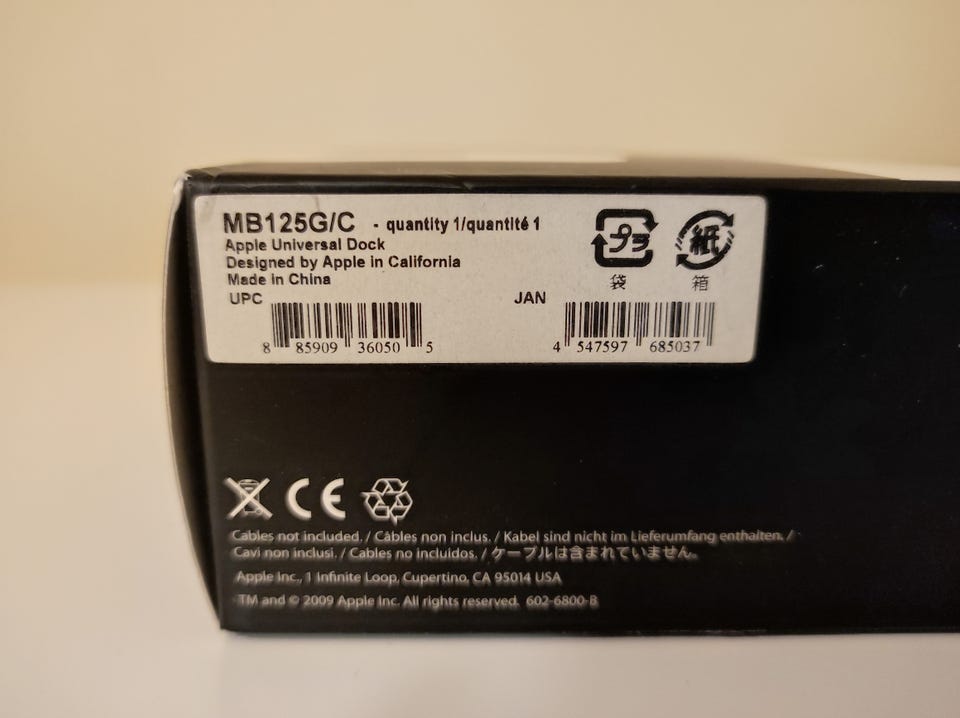 MB125G/C - quantity 1/quantité 1
Apple Universal Dock
Designed by Apple in California
Made in China
プラ
紙
袋
箱
UPC
JAN
8 85909 36050 5
4 547597 685037
CE
Cables not included. / Câbles non inclus. / Kabel sind nicht im Lieferumfang enthalten. /
Cavi non inclusi. / Cables no incluidos. / ケーブルは含まれていません。
Apple Inc., 1 Infinite Loop, Cupertino, CA 95014 USA
TM and © 2009 Apple Inc. All rights reserved. 602-6800-B